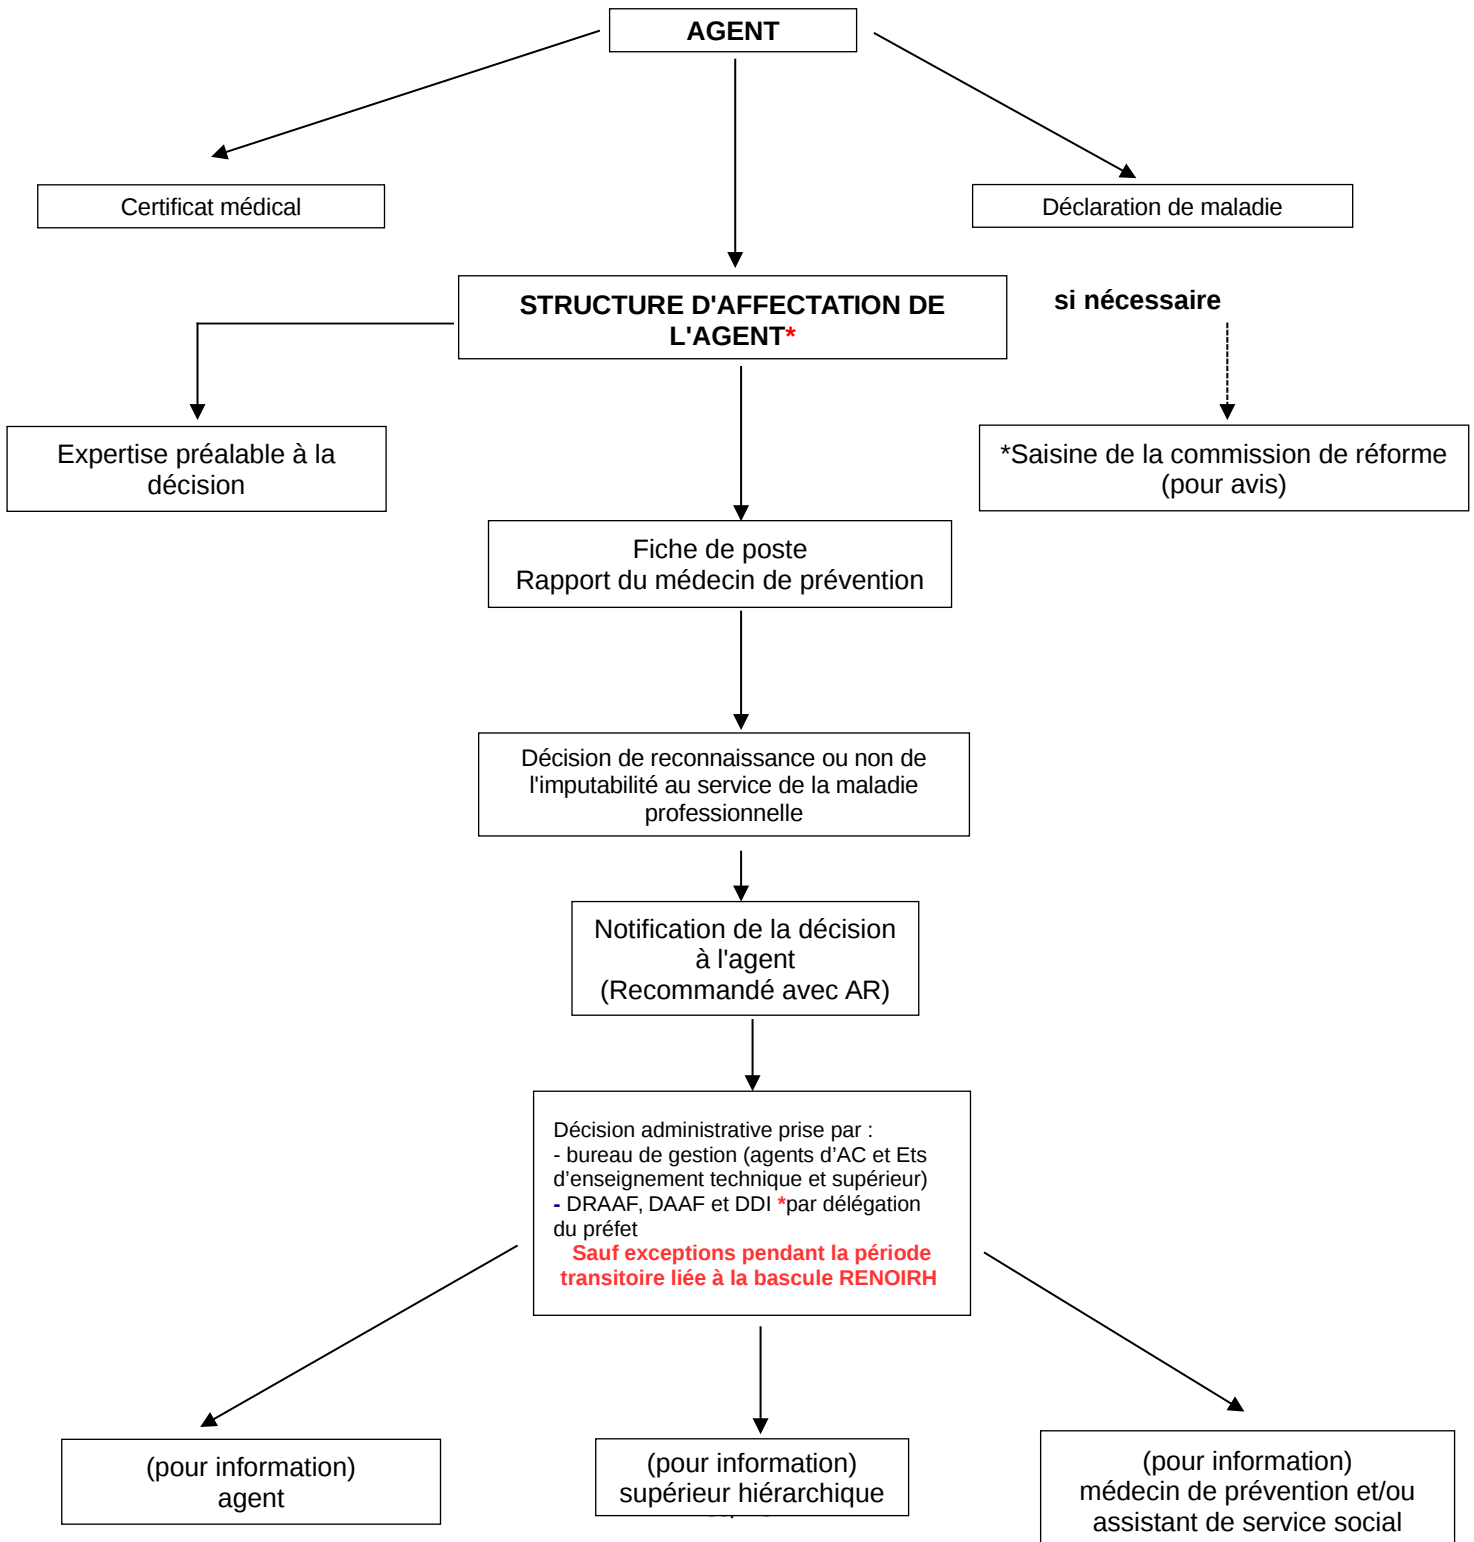 AGENT
Certificat médical
Déclaration de maladie
STRUCTURE D'AFFECTATION DE
L'AGENT*
si nécessaire
Expertise préalable à la
décision
*Saisine de la commission de réforme
(pour avis)
Fiche de poste
Rapport du médecin de prévention
Décision de reconnaissance ou non de
l'imputabilité au service de la maladie
professionnelle
Notification de la décision
à l'agent
(Recommandé avec AR)
Décision administrative prise par :
- bureau de gestion (agents d’AC et Ets
d’enseignement technique et supérieur)
- DRAAF, DAAF et DDI *par délégation
du préfet
Sauf exceptions pendant la période
transitoire liée à la bascule RENOIRH
(pour information)
agent
(pour information)
supérieur hiérarchique
(pour information)
médecin de prévention et/ou
assistant de service social